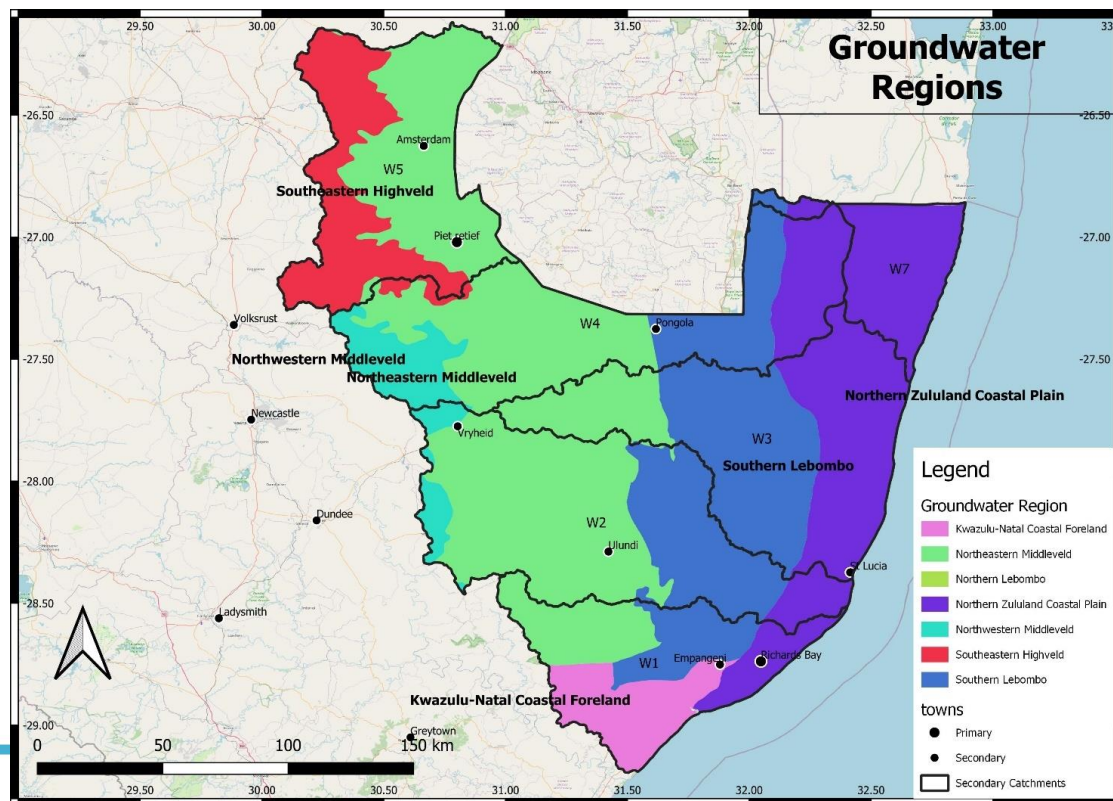 29.50 30.00 30.50 31.00 31.50 32.00 32.50 33.00 33
Groundwater
Regions
-26.50 -26.50
Amsterdam
W5
Southeastern Highveld
-27.00 -27.00
Piet retief
W7
Volksrust
W4
Pongola
Northwestern Middleveld
-27.50 -27.50
Northeastern Middleveld
Northern Zululand Coastal Plain
Newcastle
Vryheid
W3
Southern Lebombo
-28.00
Dundee
W2
Ulundi
St Lucia
-28.50
Ladysmith
W1
Empangeni
Richards Bay
Kwazulu-Natal Coastal Foreland
-29.00
Greytown
0 50 100 150 km
Legend
Groundwater Region
Kwazulu-Natal Coastal Foreland
Northeastern Middleveld
Northern Lebombo
Northern Zululand Coastal Plain
Northwestern Middleveld
Southeastern Highveld
Southern Lebombo
towns
Primary
Secondary
Secondary Catchments
29.50 30.00 30.50 31.00 31.50 32.00 32.50 33.00 33